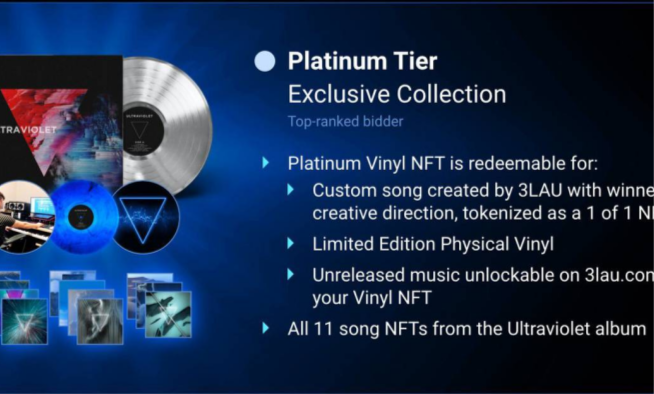 Platinum Tier
Exclusive Collection
Top-ranked bidder
Platinum Vinyl NFT is redeemable for:
Custom song created by 3LAU with
creative direction, tokenized as a 1 of 1
Limited Edition Physical Vinyl
Unreleased music unlockable on
your Vinyl NFT
All 11 song NFTs from the Ultraviolet album
ULTRAVIOLET